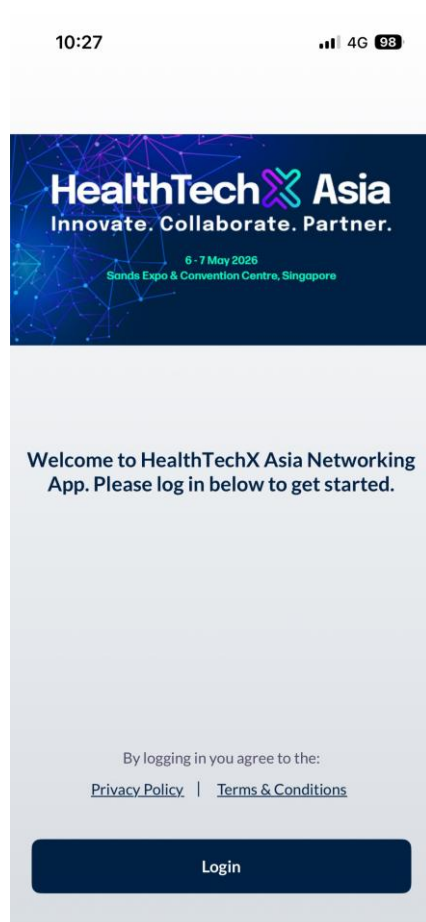 10:27 4G 98
HealthTechX Asia
Innovate. Collaborate. Partner.
6 - 7 May 2026
Sands Expo & Convention Centre, Singapore
Welcome to HealthTechX Asia Networking
App. Please log in below to get started.
By logging in you agree to the:
Privacy Policy | Terms & Conditions
Login